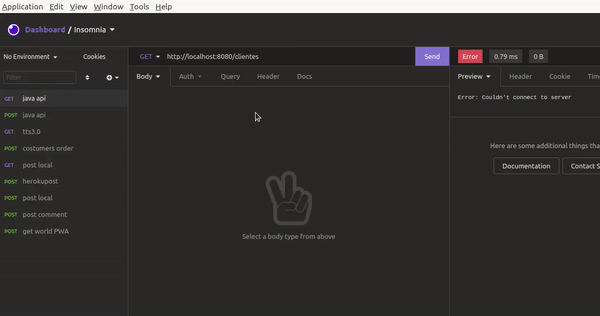 Application Edit View Window Tools Help
Dashboard / Insomnia
No Environment Cookies
GET http://localhost:8080/clientes Send
Error 0.79 ms 0 B
Filter
Body Auth Query Header Docs
Preview Header Cookie Tim
GET java api
POST java api
GET tts3.0
POST costumers order
GET post local
POST herokupost
POST post local
POST post comment
POST get world PWA
Select a body type from above
Error: Couldn't connect to server
Here are some additional things tha
Documentation Contact S